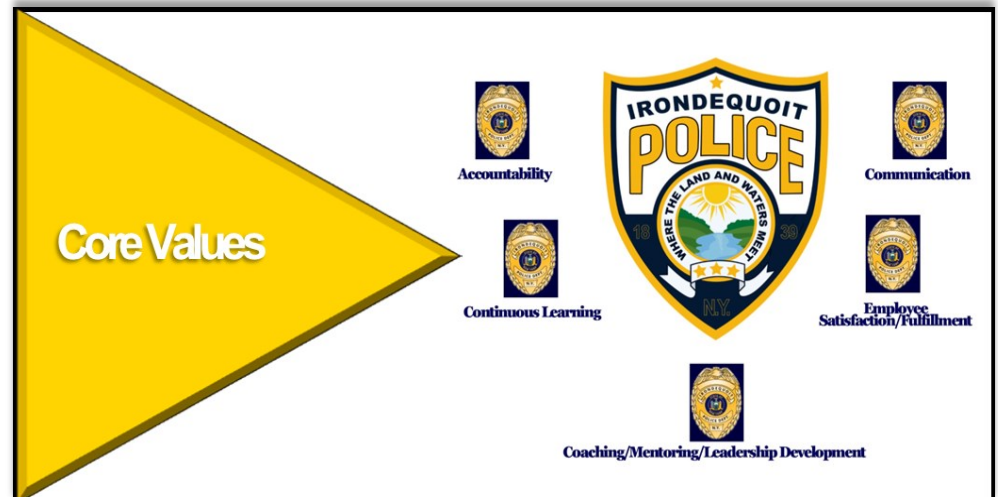 Core Values
Accountability
Continuous Learning
IRONDEQUOIT
POLICE
WHERE THE LAND AND WATERS MEET
18 39
N.Y.
Communication
Employee
Satisfaction/Fulfillment
Coaching/Mentoring/Leadership Development